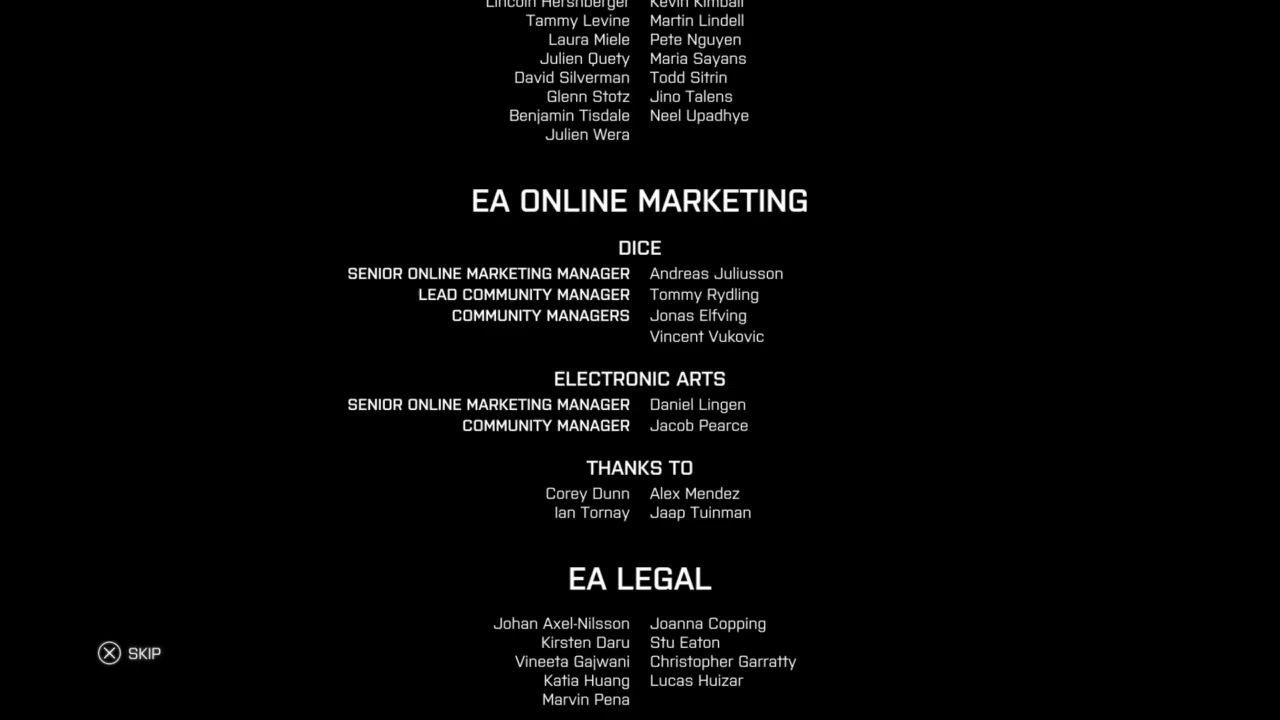 Lincoln Hershberger Kevin Kimball
Tammy Levine Martin Lindell
Laura Miele Pete Nguyen
Julien Quety Maria Sayans
David Silverman Todd Sitrin
Glenn Stotz Jino Talens
Benjamin Tisdale Neel Upadhye
Julien Wera
EA ONLINE MARKETING
DICE
SENIOR ONLINE MARKETING MANAGER Andreas Juliusson
LEAD COMMUNITY MANAGER Tommy Rydling
COMMUNITY MANAGERS Jonas Elfving
Vincent Vukovic
ELECTRONIC ARTS
SENIOR ONLINE MARKETING MANAGER Daniel Lingen
COMMUNITY MANAGER Jacob Pearce
THANKS TO
Corey Dunn Alex Mendez
Ian Tornay Jaap Tuinman
EA LEGAL
Johan Axel-Nilsson Joanna Copping
Kirsten Daru Stu Eaton
SKIP
Vineeta Gajwani Christopher Garratty
Katia Huang Lucas Huizar
Marvin Pena